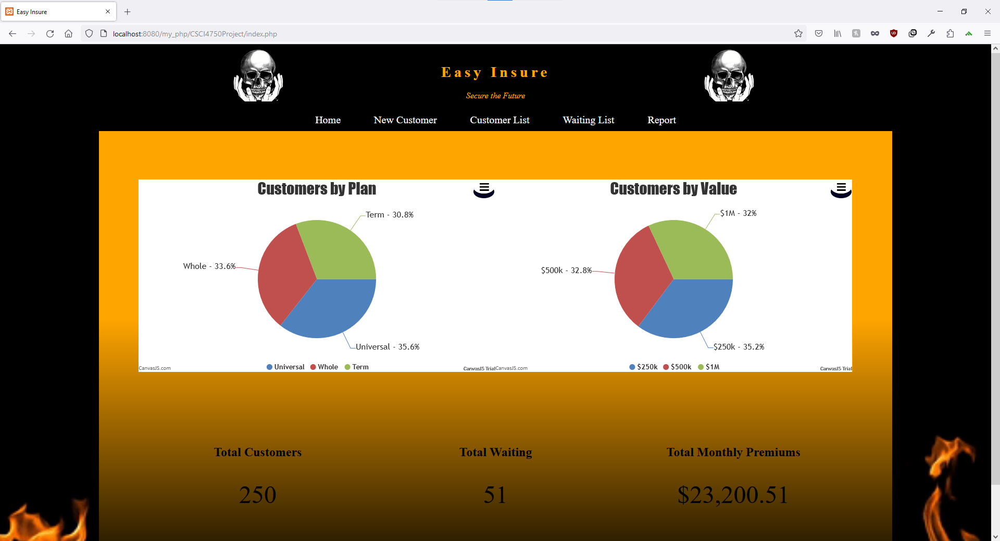 Easy Insure
localhost:8080/my_php/CSCI4750Project/index.php
Easy Insure
Secure the Future
Home New Customer Customer List Waiting List Report
Customers by Plan
Term - 30.8%
Whole - 33.6%
Universal - 35.6%
Universal Whole Term
CanvasJS.com
CanvasJS Trial
Customers by Value
$1M - 32%
$500k - 32.8%
$250k - 35.2%
$250k $500k $1M
CanvasJS.com
CanvasJS Trial
Total Customers Total Waiting Total Monthly Premiums
250 51 $23,200.51